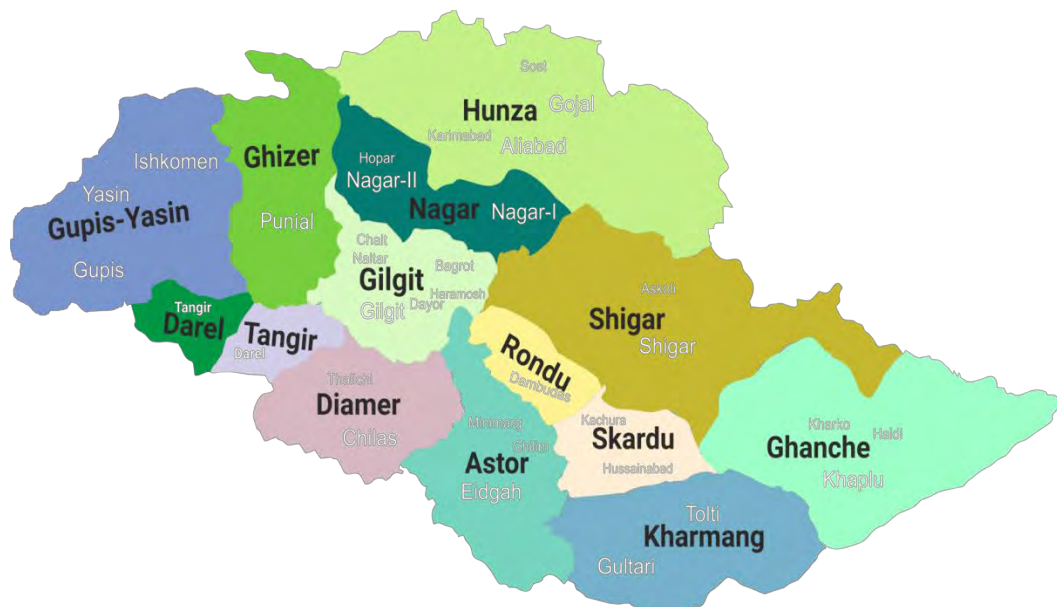 Sost
Hunza
Gojal
Karimabad
Aliabad
Ishkomen
Ghizer
Hopar
Nagar-II
Yasin
Gupis-Yasin
Punial
Nagar
Nagar-I
Gupis
Chalt
Naltar
Bagrot
Gilgit
Haramosh
Gilgit
Dayor
Askoli
Shigar
Shigar
Tangir
Darel
Tangir
Darel
Rondu
Dambudas
Thalichi
Diamer
Chilas
Minimarg
Astor
Eidgah
Kachura
Skardu
Hussainabad
Kharko
Haldi
Ghanche
Khaplu
Tolti
Kharmang
Gultari